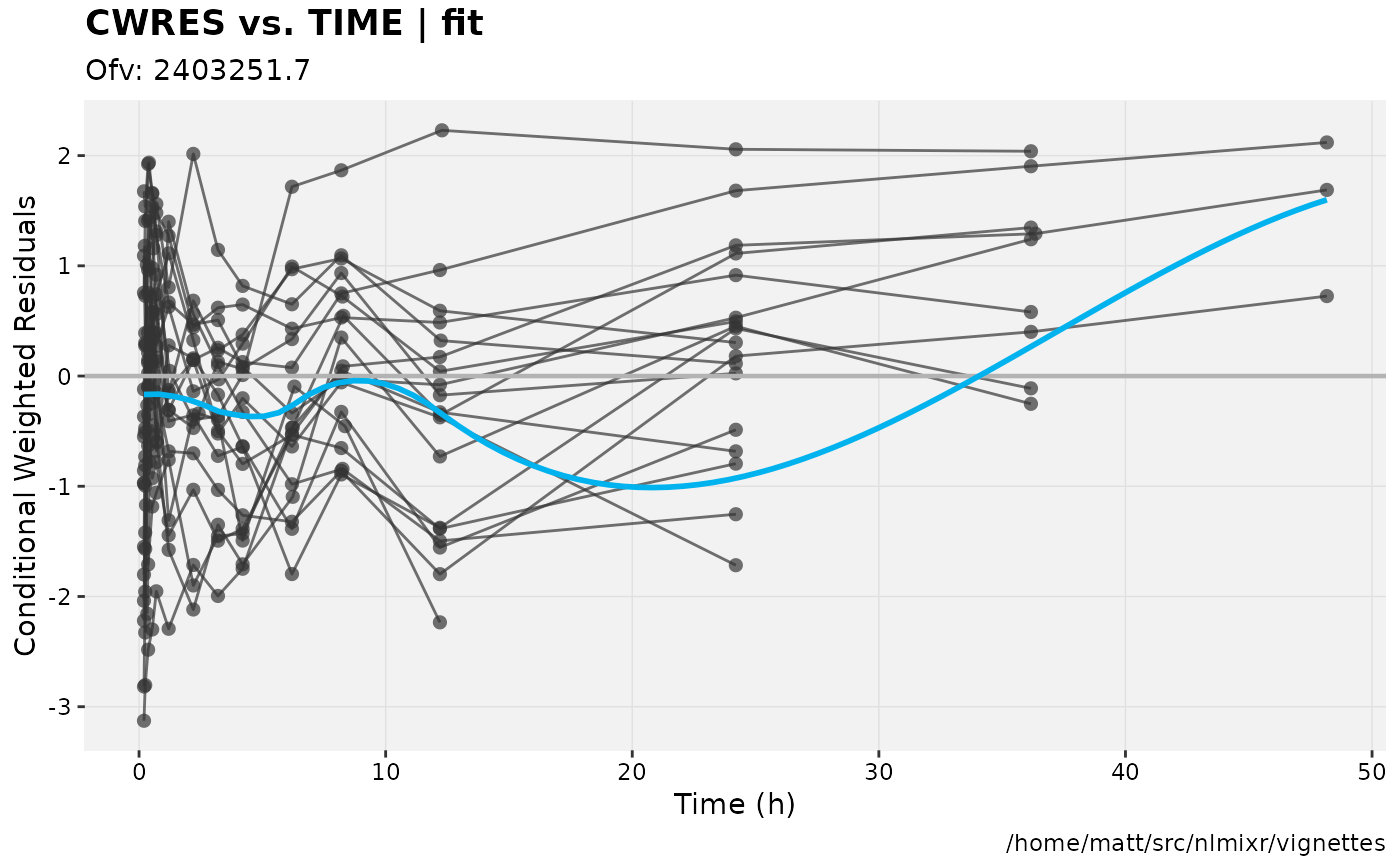 CWRES vs. TIME | fit
Ofv: 2403251.7
Conditional Weighted Residuals
2
1
0
-1
-2
-3
0 10 20 30 40 50
Time (h)
/home/matt/src/nlmixr/vignettes